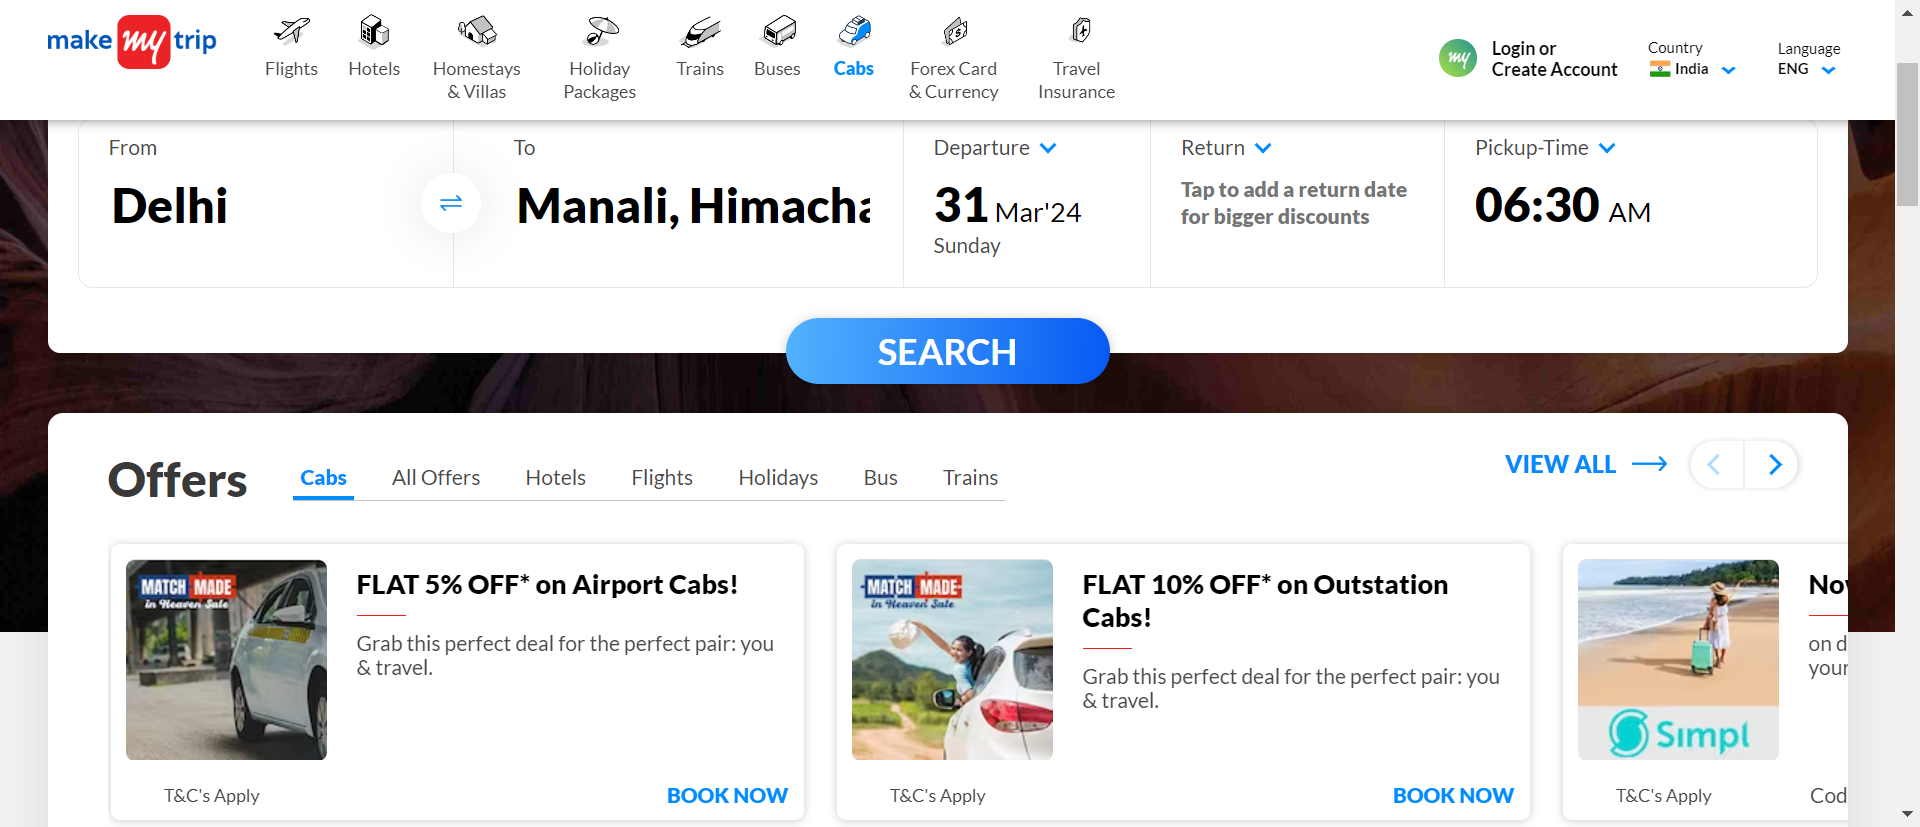 make my trip
Flights
Hotels
Homestays
& Villas
Holiday
Packages
Trains
Buses
Cabs
Forex Card
& Currency
Travel
Insurance
my
Login or
Create Account
Country
India
Language
ENG
From
Delhi
To
Manali, Himacha
Departure
31 Mar'24
Sunday
Return
Tap to add a return date
for bigger discounts
Pickup-Time
06:30 AM
SEARCH
Offers
Cabs
All Offers
Hotels
Flights
Holidays
Bus
Trains
VIEW ALL
MATCH MADE
in Heaven Sale
FLAT 5% OFF* on Airport Cabs!
Grab this perfect deal for the perfect pair: you
& travel.
T&C's Apply
BOOK NOW
MATCH MADE
in Heaven Sale
FLAT 10% OFF* on Outstation
Cabs!
Grab this perfect deal for the perfect pair: you
& travel.
T&C's Apply
BOOK NOW
Simpl
on d
your
T&C's Apply
Cod